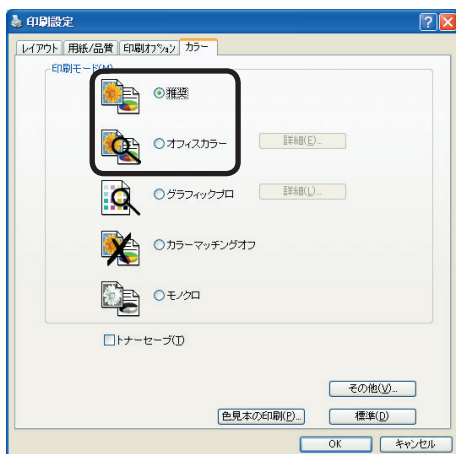 印刷設定
レイアウト 用紙/品質 印刷オプション カラー
印刷モード(M)
推奨
オフィスカラー 詳細(E)...
グラフィックプロ 詳細(L)...
カラーマッチングオフ
モノクロ
トナーセーブ(T)
その他(V)...
色見本の印刷(P)... 標準(D)
OK キャンセル